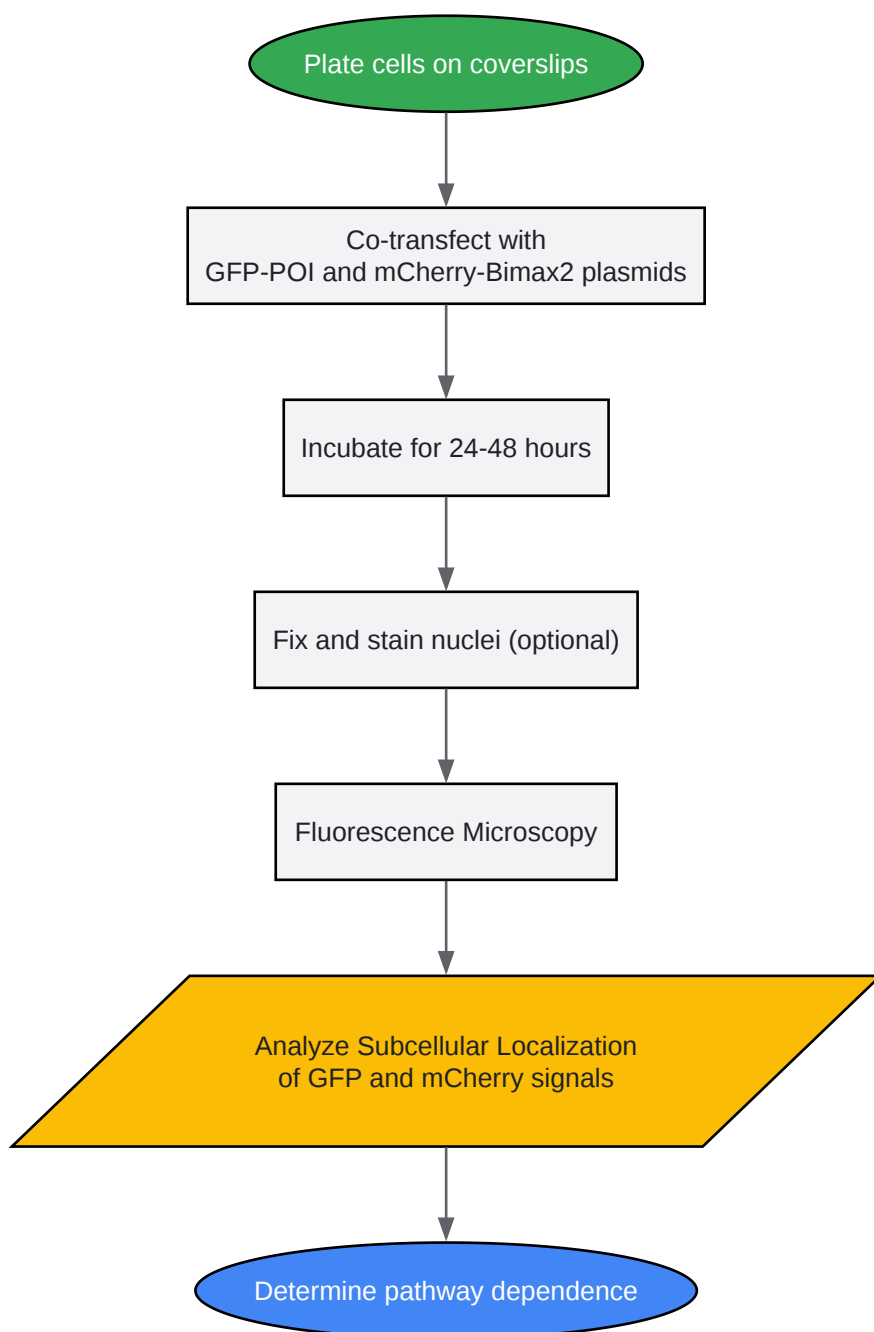 Plate cells on coverslips
Co-transfect with
GFP-POI and mCherry-Bimax2 plasmids
Incubate for 24-48 hours
Fix and stain nuclei (optional)
Fluorescence Microscopy
Analyze Subcellular Localization
of GFP and mCherry signals
Determine pathway dependence